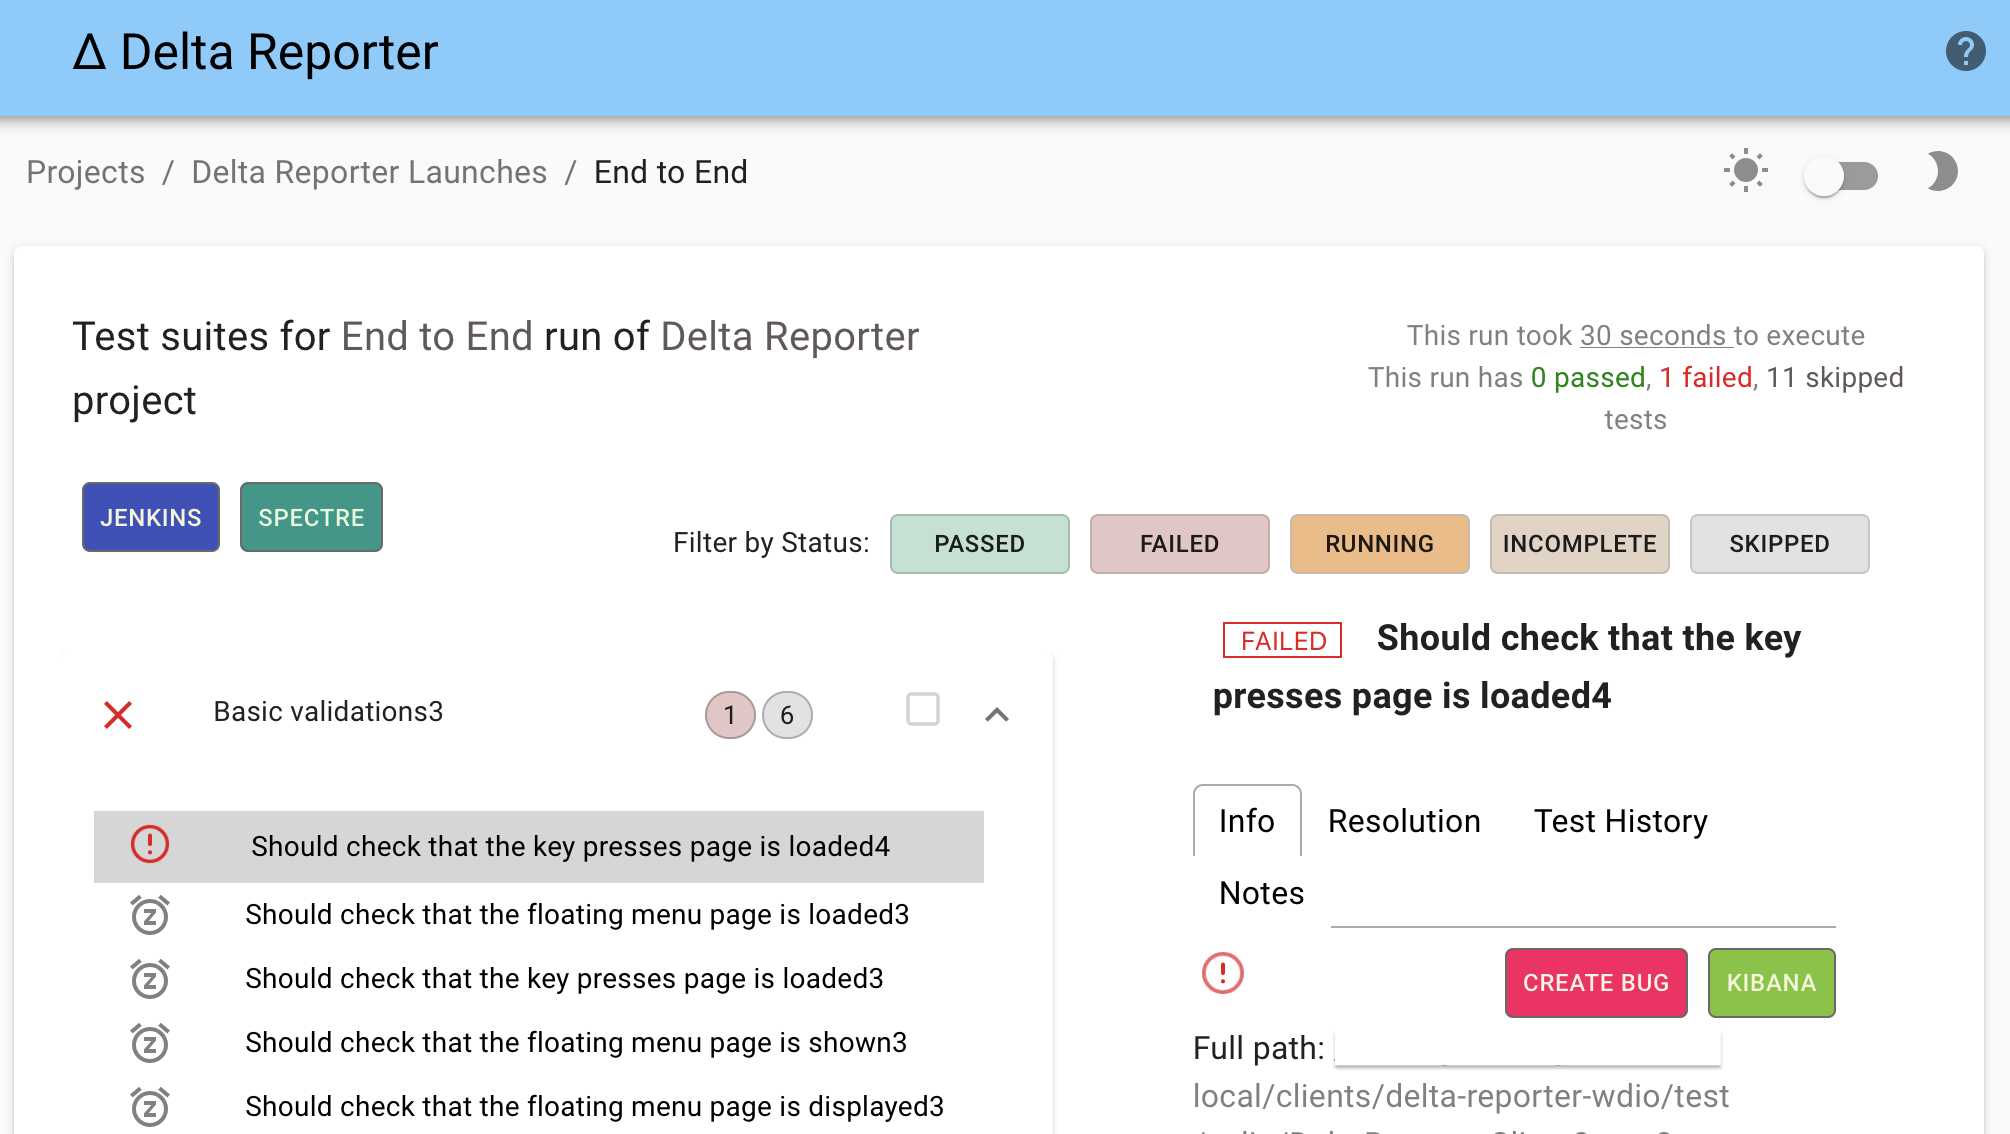 Δ Delta Reporter
?
Projects / Delta Reporter Launches / End to End
Test suites for End to End run of Delta Reporter
project
This run took 30 seconds to execute
This run has 0 passed, 1 failed, 11 skipped
tests
JENKINS
SPECTRE
Filter by Status:
PASSED
FAILED
RUNNING
INCOMPLETE
SKIPPED
Basic validations3
1
6
Should check that the key presses page is loaded4
Should check that the floating menu page is loaded3
Should check that the key presses page is loaded3
Should check that the floating menu page is shown3
Should check that the floating menu page is displayed3
FAILED Should check that the key
presses page is loaded4
Info
Resolution
Test History
Notes
CREATE BUG
KIBANA
Full path:
local/clients/delta-reporter-wdio/test